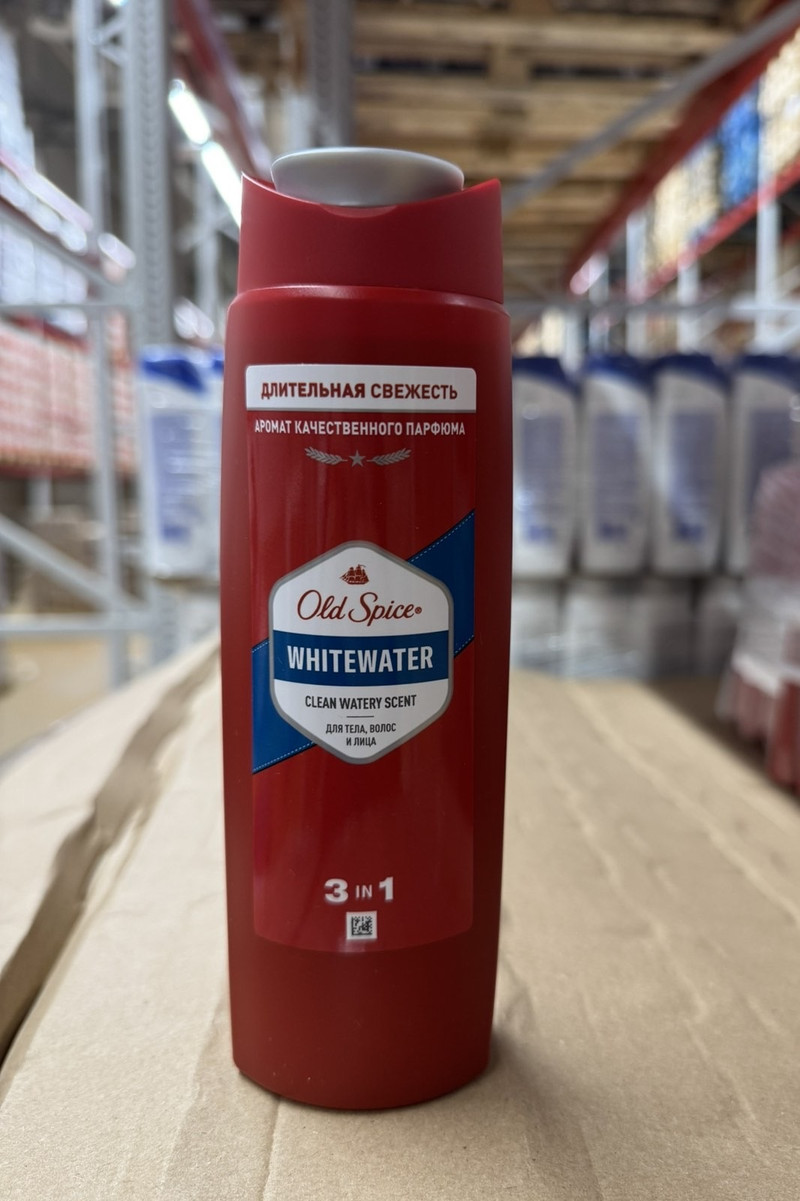 ДЛИТЕЛЬНАЯ СВЕЖЕСТЬ
АРОМАТ КАЧЕСТВЕННОГО ПАРФЮМА
Old Spice®
WHITEWATER
CLEAN WATERY SCENT
ДЛЯ ТЕЛА, ВОЛОС
И ЛИЦА
3 IN 1